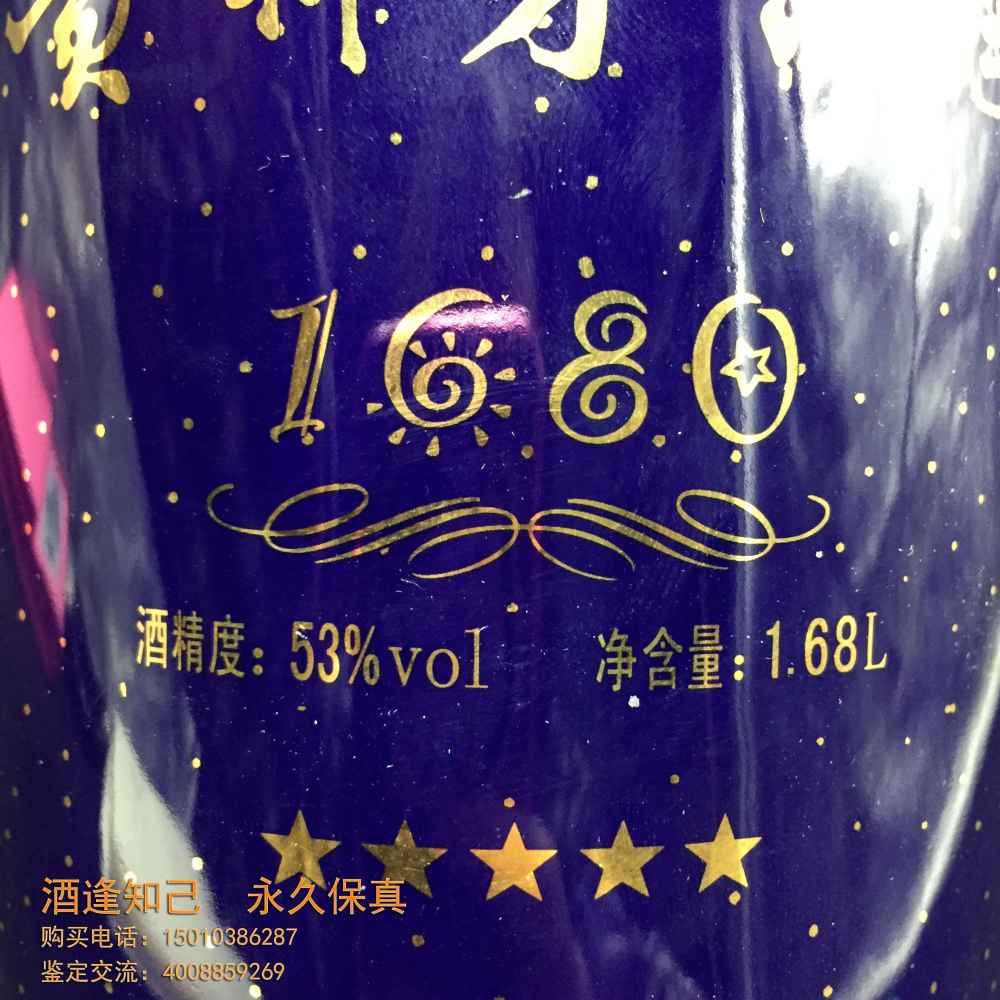 1680
酒精度：53%vol 净含量：1.68L
酒逢知己 永久保真
购买电话：15010386287
鉴定交流：4008859269